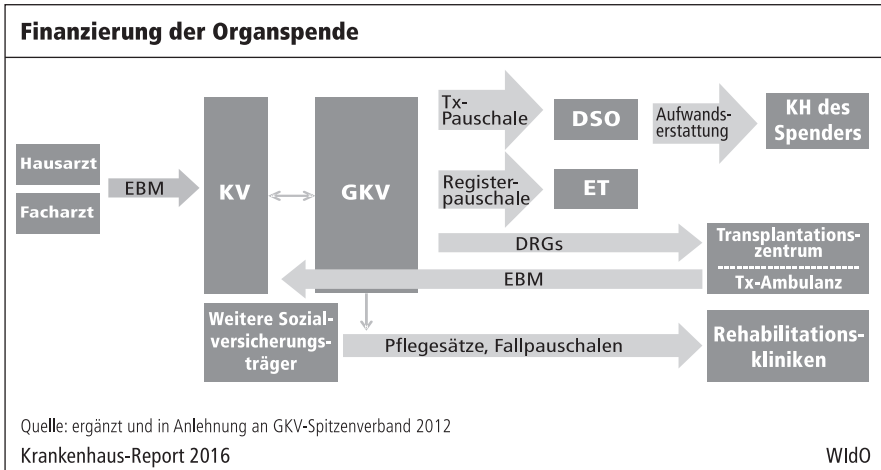 Finanzierung der Organspende
Hausarzt
Facharzt
EBM
KV
GKV
Tx-
Pauschale
DSO
Aufwands-
erstattung
KH des
Spenders
Register-
pauschale
ET
DRGs
Transplantations-
zentrum
Tx-Ambulanz
EBM
Weitere Sozial-
versicherungs-
träger
Pflegesätze, Fallpauschalen
Rehabilitations-
kliniken
Quelle: ergänzt und in Anlehnung an GKV-Spitzenverband 2012
Krankenhaus-Report 2016
WIdO